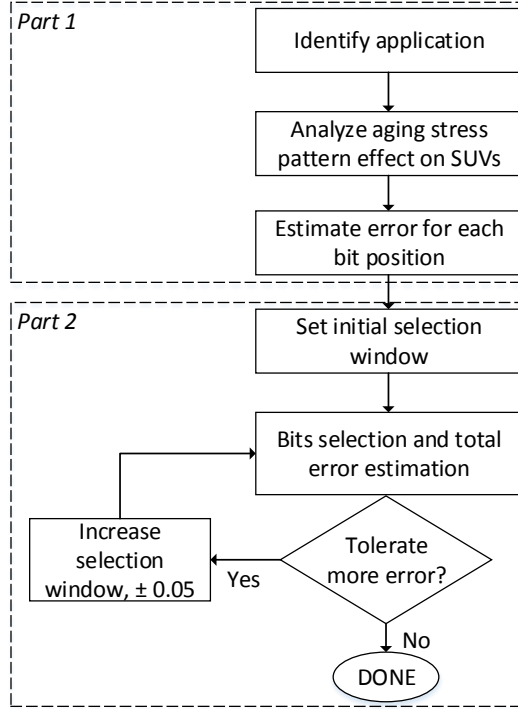 Part 1
Identify application
Analyze aging stress
pattern effect on SUVs
Estimate error for each
bit position
Part 2
Set initial selection
window
Bits selection and total
error estimation
Increase
selection
window, ± 0.05
Yes
Tolerate
more error?
No
DONE